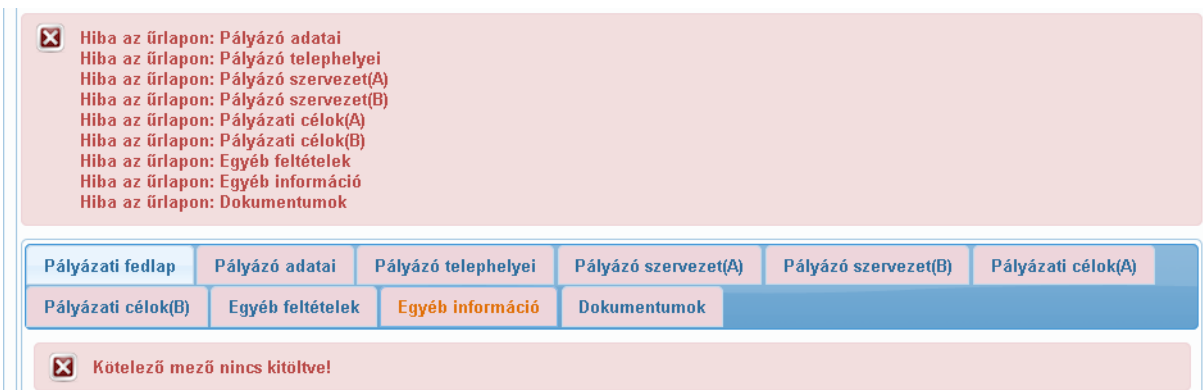 Hiba az űrlapon: Pályázó adatai
Hiba az űrlapon: Pályázó telephelyei
Hiba az űrlapon: Pályázó szervezet(A)
Hiba az űrlapon: Pályázó szervezet(B)
Hiba az űrlapon: Pályázati célok(A)
Hiba az űrlapon: Pályázati célok(B)
Hiba az űrlapon: Egyéb feltételek
Hiba az űrlapon: Egyéb információ
Hiba az űrlapon: Dokumentumok
Pályázati fedlap Pályázó adatai Pályázó telephelyei Pályázó szervezet(A) Pályázó szervezet(B) Pályázati célok(A)
Pályázati célok(B) Egyéb feltételek Egyéb információ Dokumentumok
Kötelező mező nincs kitöltve!